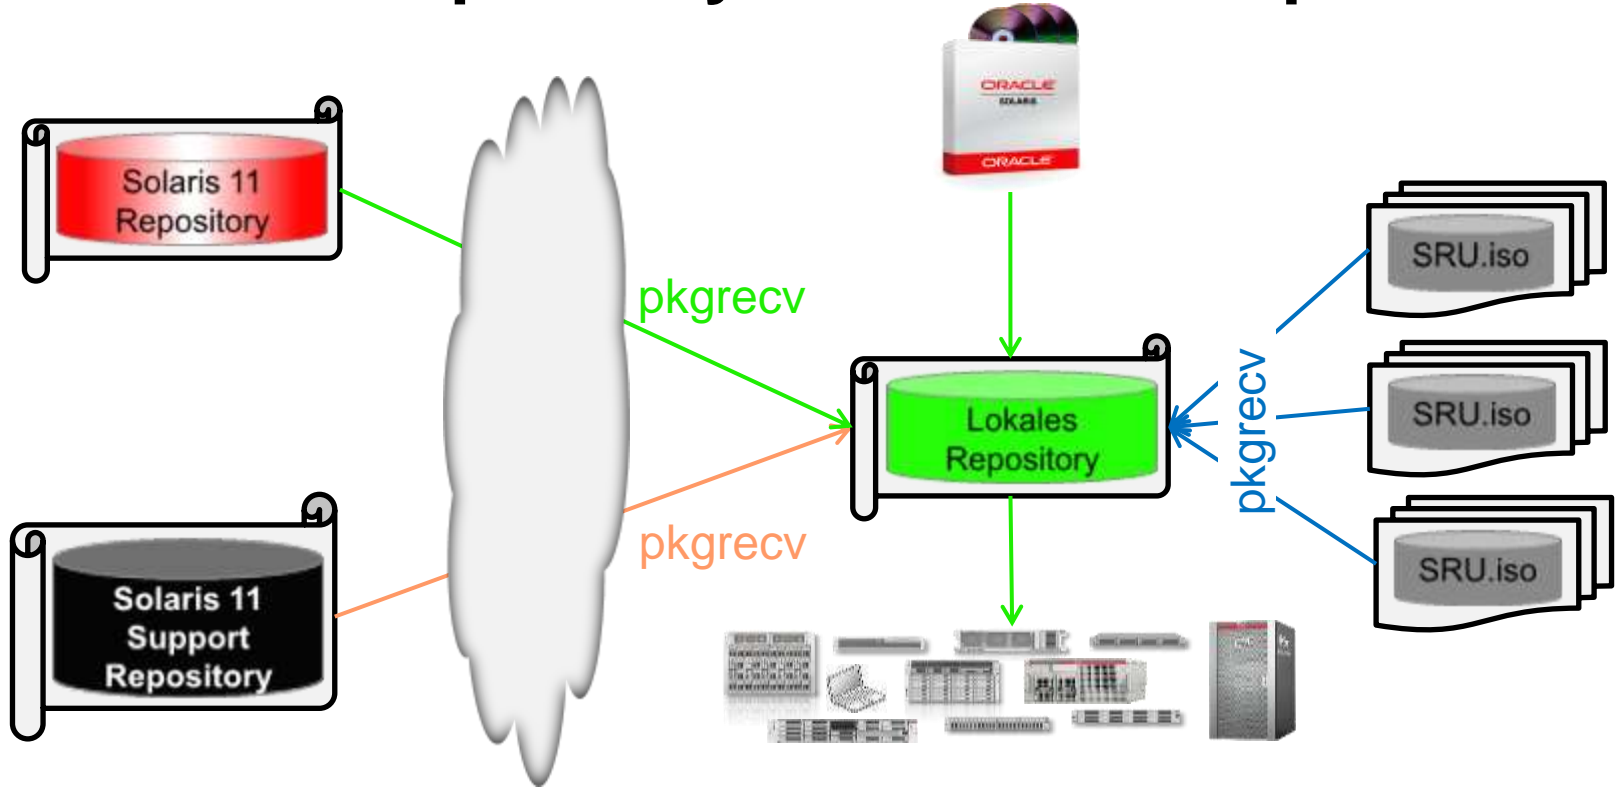 ORACLE
SOLARIS
ORACLE
Solaris 11
Repository
pkgrecv
SRU.iso
Lokales
Repository
pkgrecv
SRU.iso
pkgrecv
SRU.iso
Solaris 11
Support
Repository